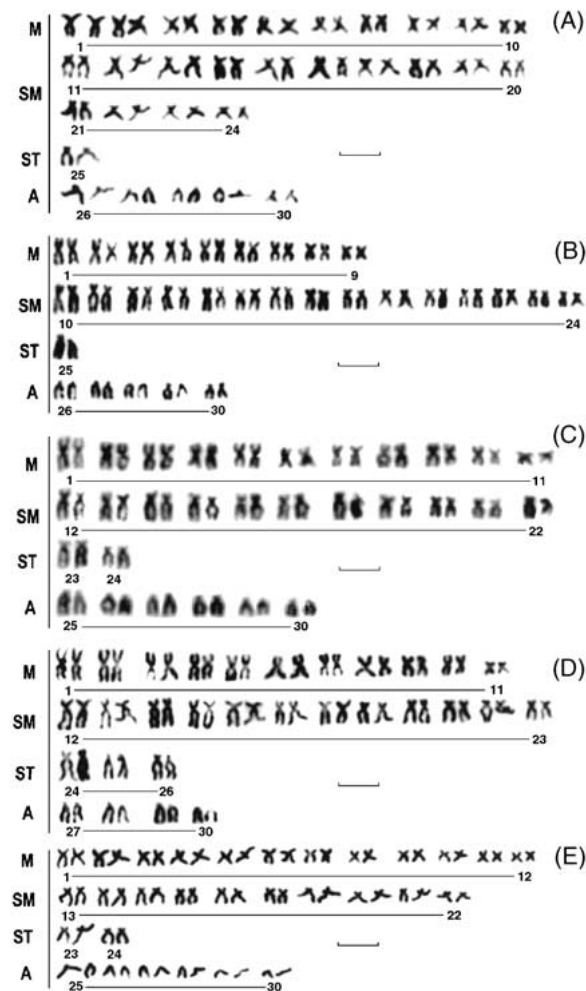 (A)
M
1 10
SM
11 20
21 24
ST
25
A
26 30
(B)
M
1 9
SM
10 24
ST
25
A
26 30
(C)
M
1 11
SM
12 22
ST
23 24
A
25 30
(D)
M
1 11
SM
12 23
ST
24 26
A
27 30
(E)
M
1 12
SM
13 22
ST
23 24
A
25 30